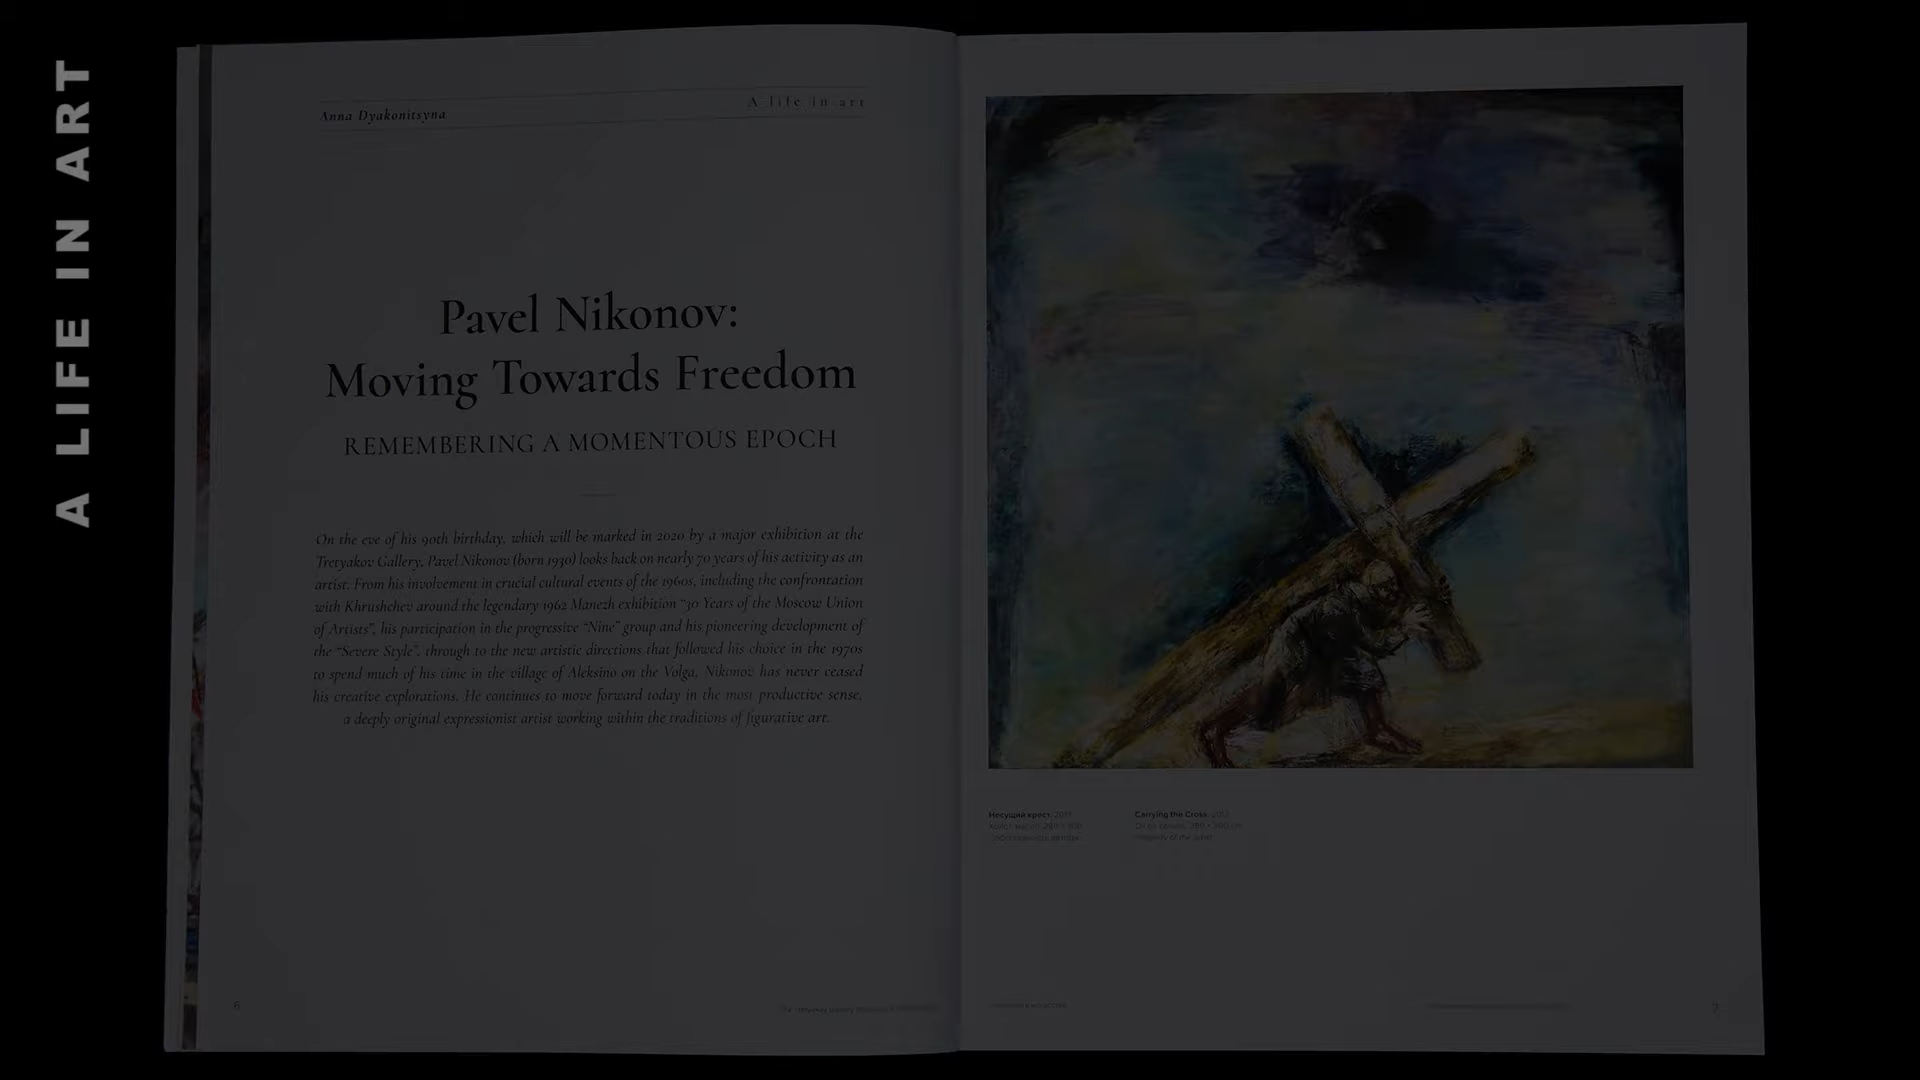 A LIFE IN ART
Anna Dyakonitsyna
A life in art
Pavel Nikonov:
Moving Towards Freedom
REMEMBERING A MOMENTOUS EPOCH
On the eve of his 90th birthday, which will be marked in 2020 by a major exhibition at the
Tretyakov Gallery, Pavel Nikonov (born 1930) looks back on nearly 70 years of his activity as an
artist. From his involvement in crucial cultural events of the 1960s, including the confrontation
with Khrushchev around the legendary 1962 Manezh exhibition “30 Years of the Moscow Union
of Artists”, his participation in the progressive “Nine” group and his pioneering development of
the “Severe Style”, through to the new artistic directions that followed his choice in the 1970s
to spend much of his time in the village of Aleksino on the Volga, Nikonov has never ceased
his creative explorations. He continues to move forward today in the most productive sense,
a deeply original expressionist artist working within the traditions of figurative art.
Несущий крест.
Carrying the Cross.
6
7